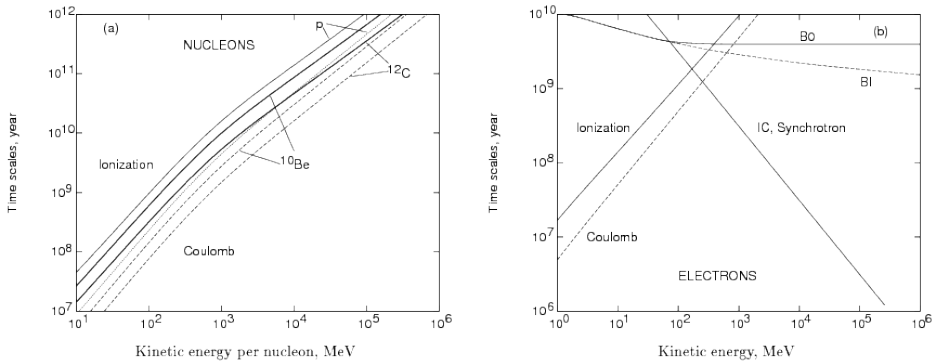 (a)
NUCLEONS
p
12C
10Be
Ionization
Coulomb
Time scales, year
10^12
10^11
10^10
10^9
10^8
10^7
10^1
10^2
10^3
10^4
10^5
10^6
Kinetic energy per nucleon, MeV
(b)
B0
BI
Ionization
IC, Synchrotron
Coulomb
ELECTRONS
Time scales, year
10^10
10^9
10^8
10^7
10^6
10^0
10^1
10^2
10^3
10^4
10^5
10^6
Kinetic energy, MeV